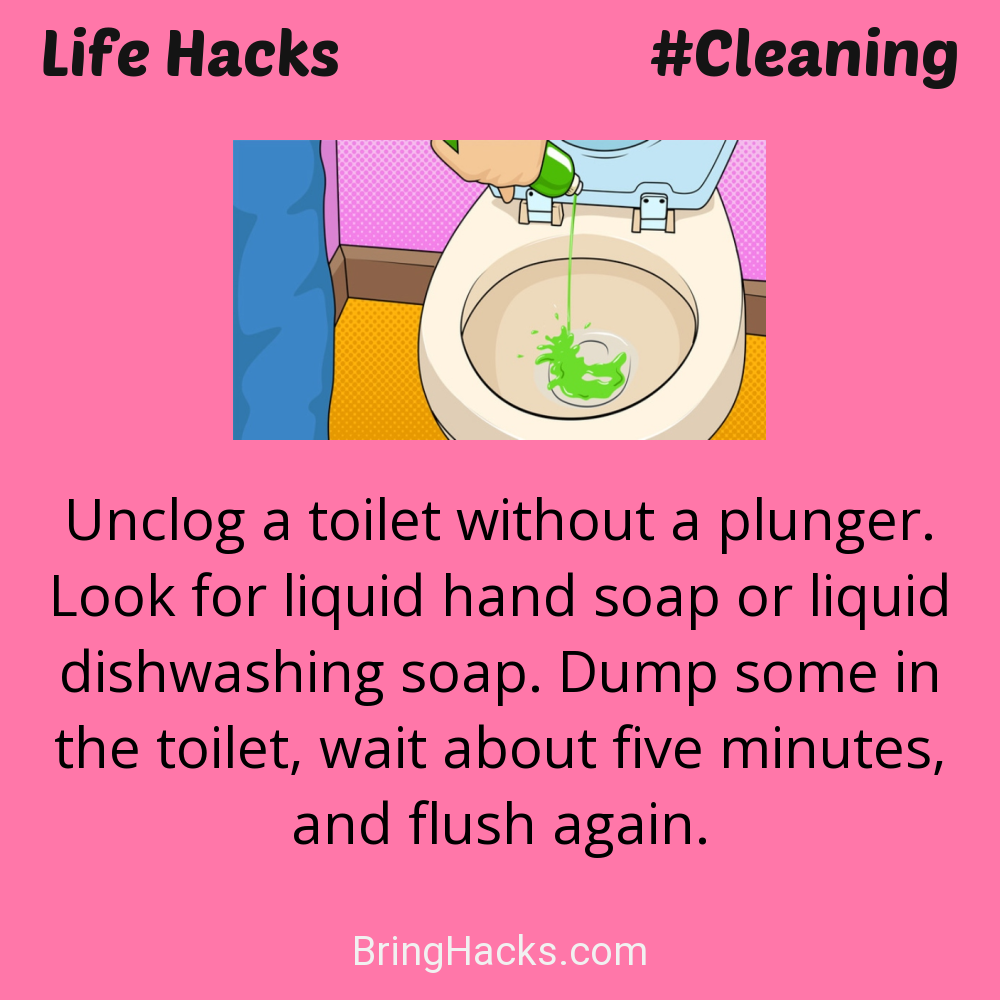 Life Hacks #Cleaning
Unclog a toilet without a plunger.
Look for liquid hand soap or liquid
dishwashing soap. Dump some in
the toilet, wait about five minutes,
and flush again.
BringHacks.com